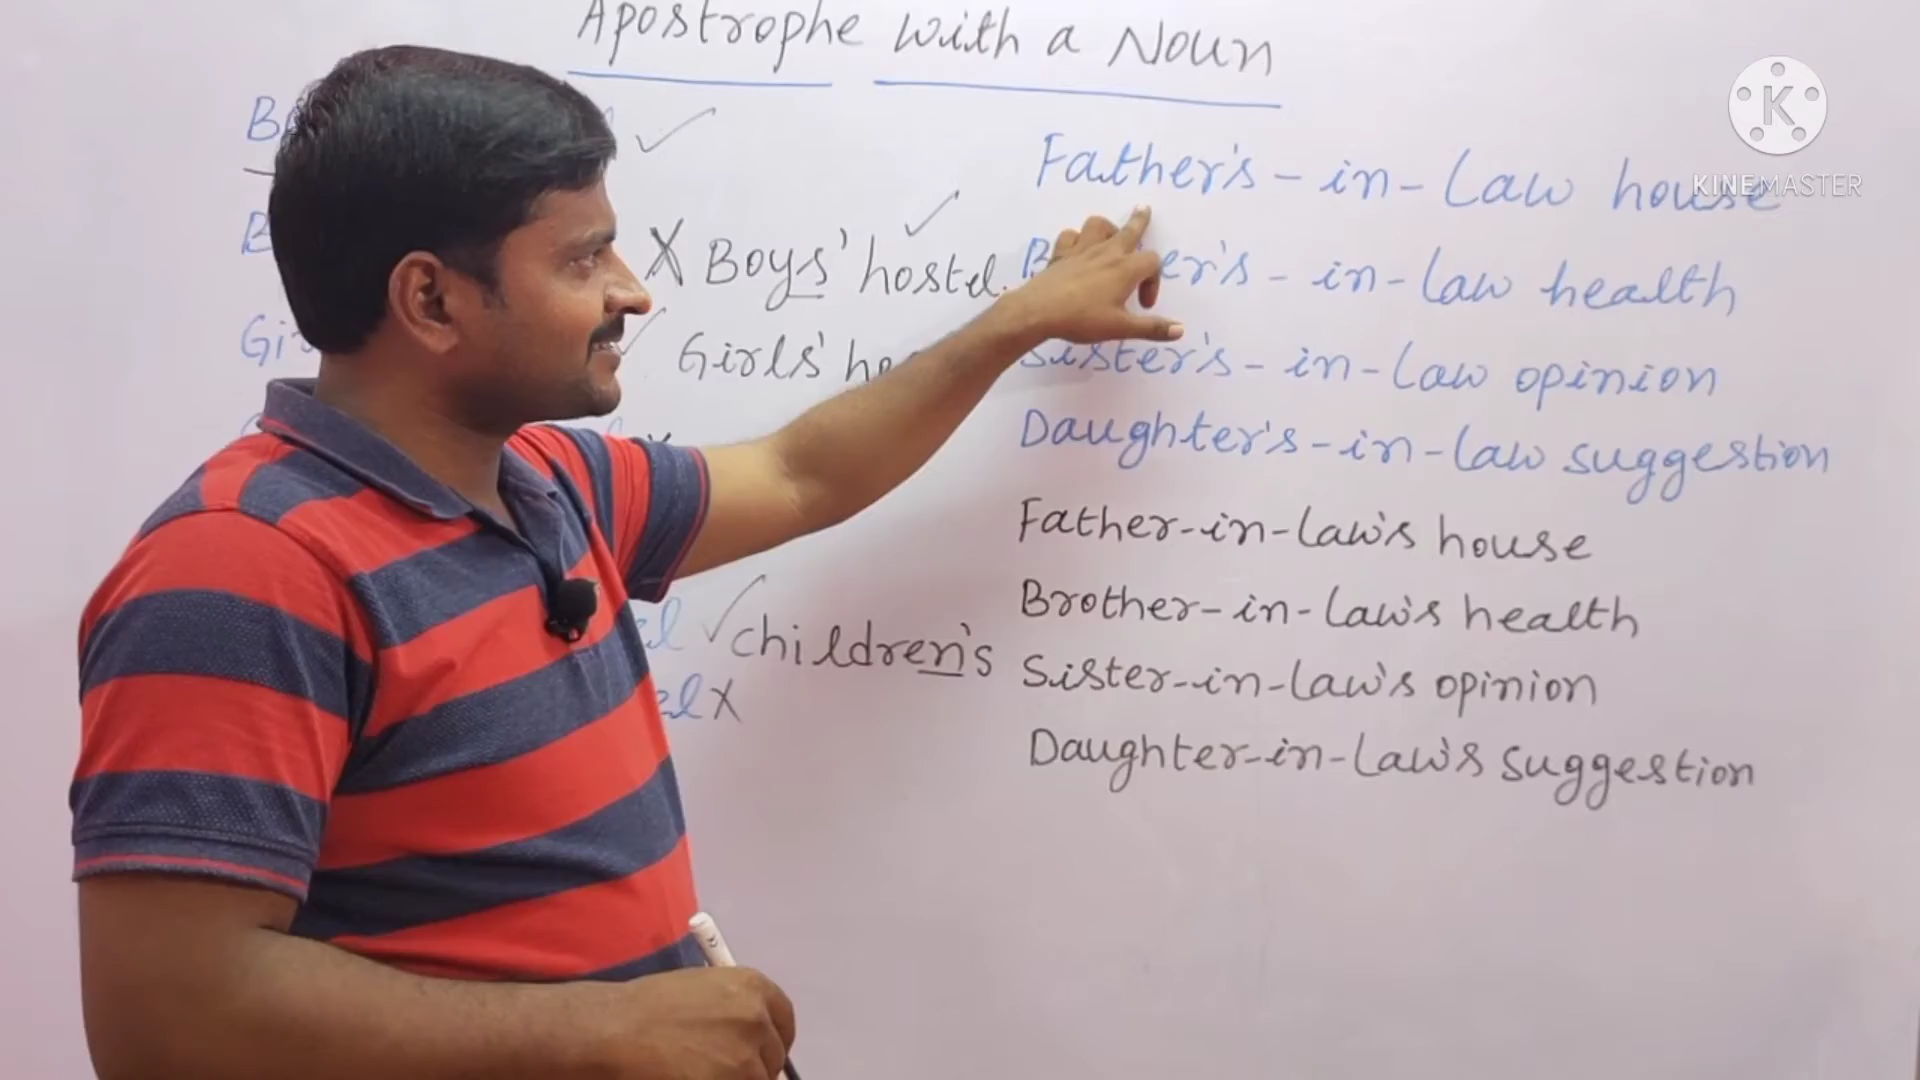 Apostrophe with a Noun
Boys' hostel.
Girls'
children's
Father's-in-Law house
in-law health
Sister's-in-Law opinion
Daughter's-in-law suggestion
Father-in-law's house
Brother-in-law's health
Sister-in-law's opinion
Daughter-in-law's suggestion
KINEMASTER